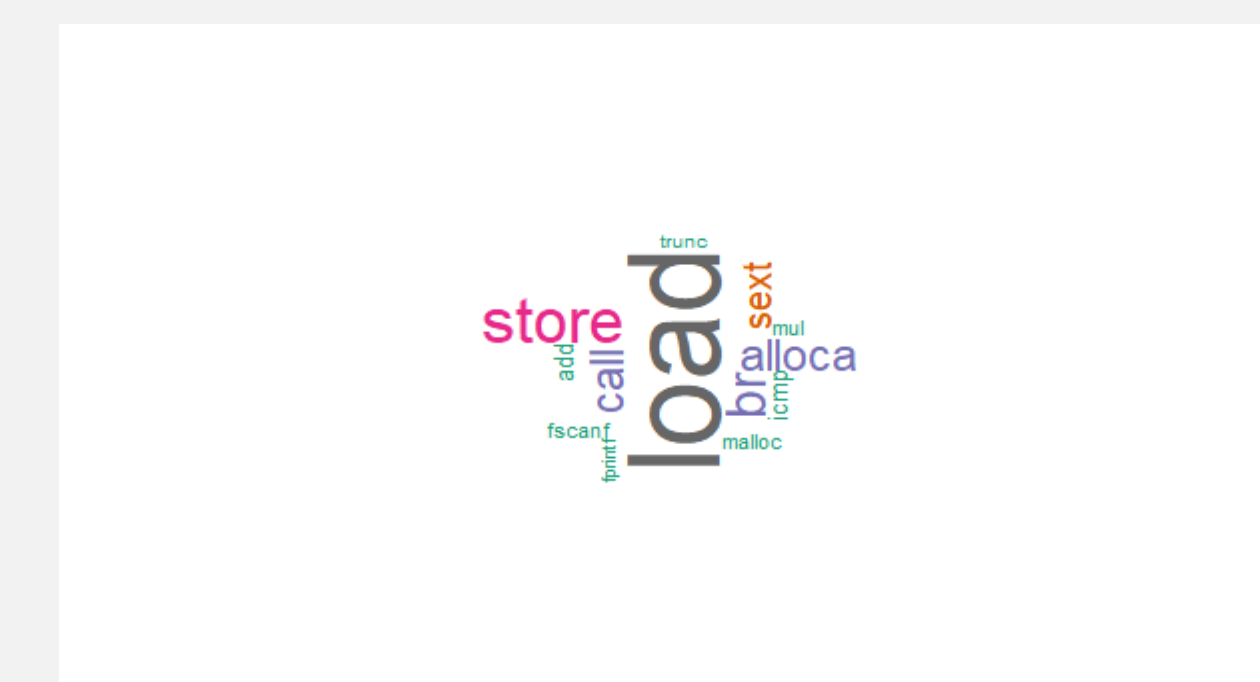 trunc
load
sext
store
mul
alloca
add
call
br
icmp
fscanf
malloc
fprintf